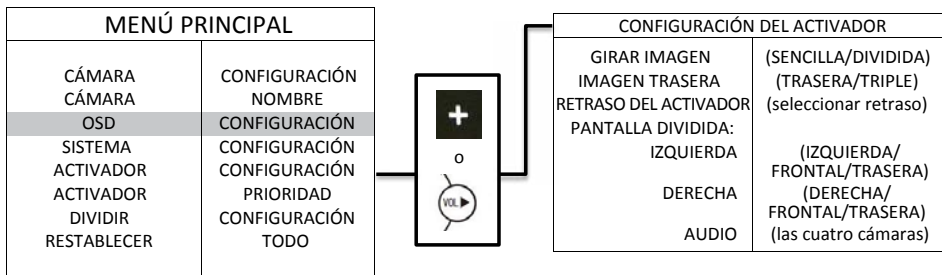 MENÚ PRINCIPAL
CÁMARA CONFIGURACIÓN
CÁMARA NOMBRE
OSD CONFIGURACIÓN
SISTEMA CONFIGURACIÓN
ACTIVADOR CONFIGURACIÓN
ACTIVADOR PRIORIDAD
DIVIDIR CONFIGURACIÓN
RESTABLECER TODO
+
o
VOL
CONFIGURACIÓN DEL ACTIVADOR
GIRAR IMAGEN (SENCILLA/DIVIDIDA)
IMAGEN TRASERA (TRASERA/TRIPLE)
RETRASO DEL ACTIVADOR (seleccionar retraso)
PANTALLA DIVIDIDA:
IZQUIERDA (IZQUIERDA/
FRONTAL/TRASERA)
DERECHA (DERECHA/
FRONTAL/TRASERA)
AUDIO (las cuatro cámaras)